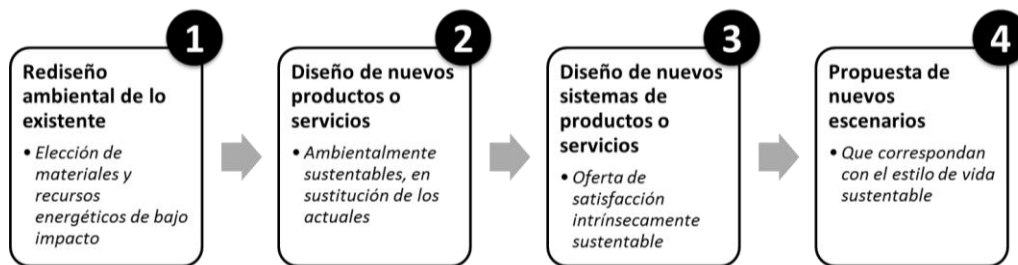 1
Rediseño
ambiental de lo
existente
• Elección de
materiales y
recursos
energéticos de bajo
impacto
2
Diseño de nuevos
productos o
servicios
• Ambientalmente
sustentables, en
sustitución de los
actuales
3
Diseño de nuevos
sistemas de
productos o
servicios
• Oferta de
satisfacción
intrínsecamente
sustentable
4
Propuesta de
nuevos
escenarios
• Que correspondan
con el estilo de vida
sustentable